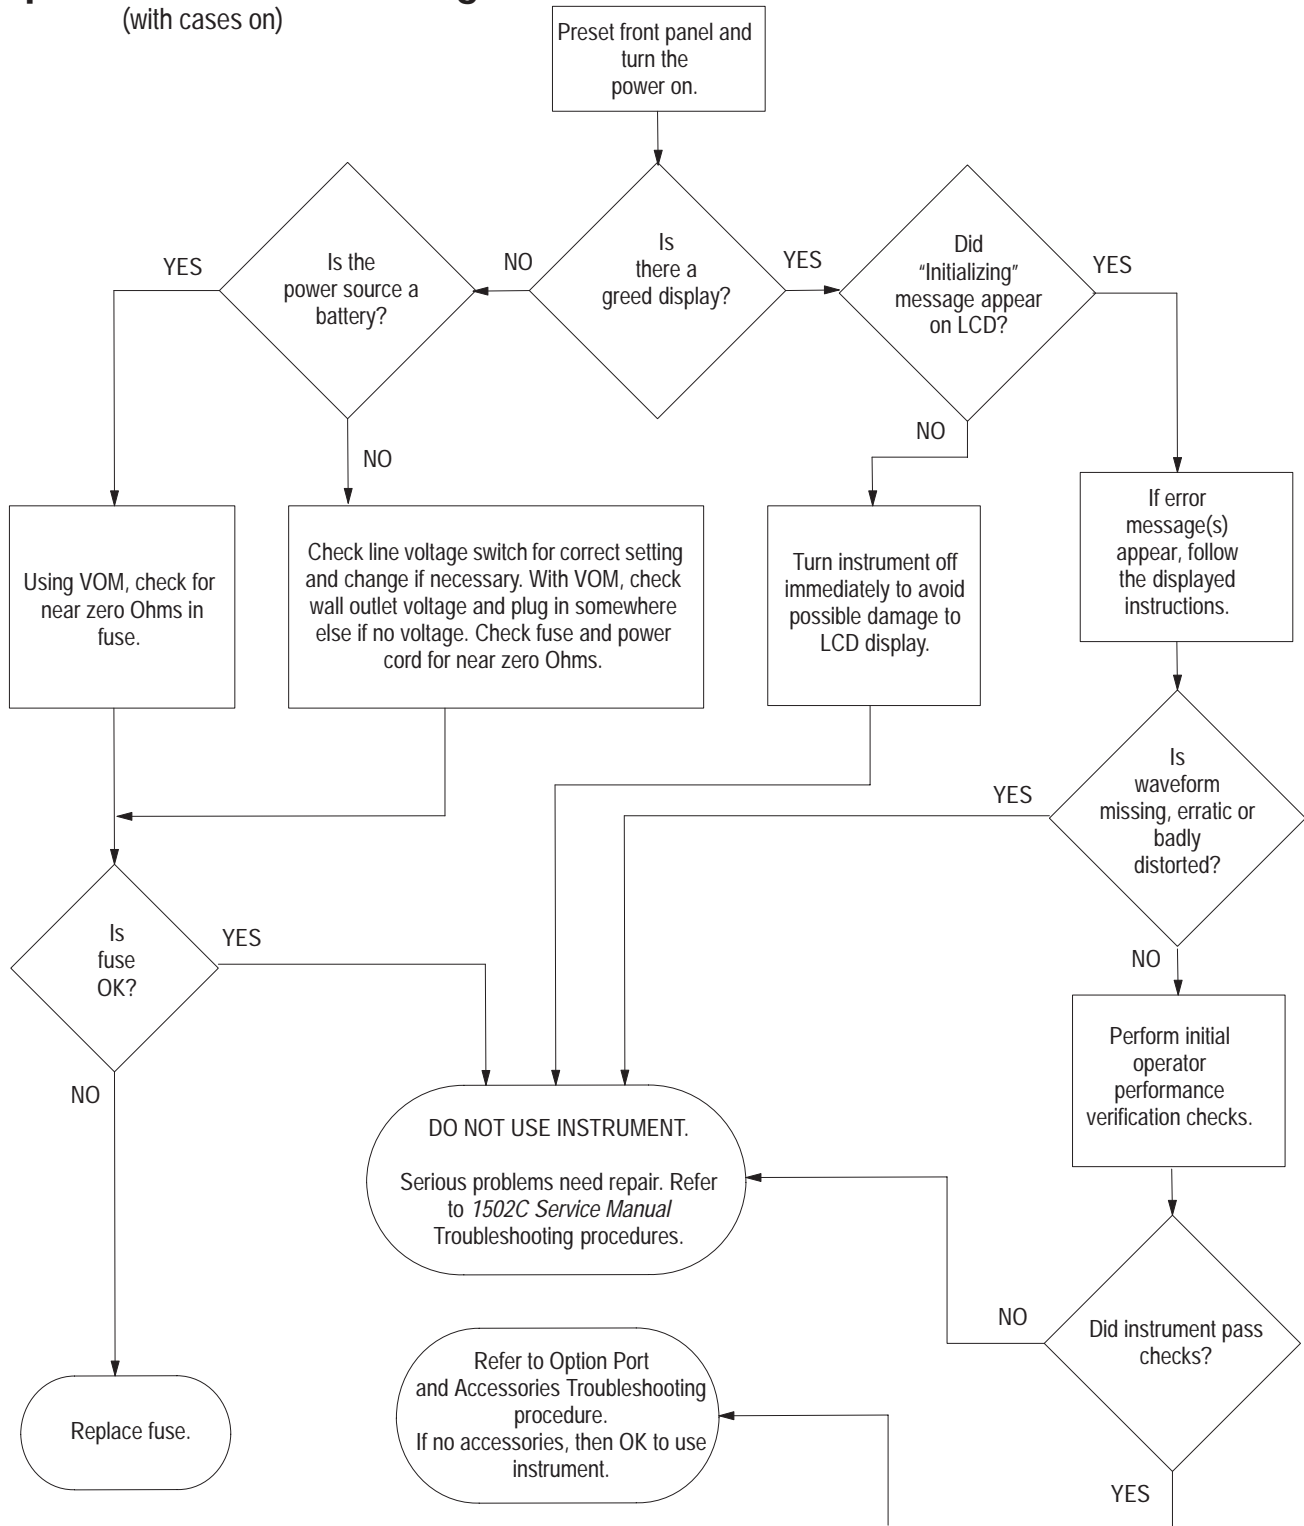 (with cases on)
Preset front panel and
turn the
power on.
Is
there a
greed display?
NO
YES
Is the
power source a
battery?
YES
NO
Did
“Initializing”
message appear
on LCD?
YES
NO
Using VOM, check for
near zero Ohms in
fuse.
Check line voltage switch for correct setting
and change if necessary. With VOM, check
wall outlet voltage and plug in somewhere
else if no voltage. Check fuse and power
cord for near zero Ohms.
Turn instrument off
immediately to avoid
possible damage to
LCD display.
If error
message(s)
appear, follow
the displayed
instructions.
Is
waveform
missing, erratic or
badly
distorted?
YES
NO
Is
fuse
OK?
YES
NO
Perform initial
operator
performance
verification checks.
DO NOT USE INSTRUMENT.
Serious problems need repair. Refer
to 1502C Service Manual
Troubleshooting procedures.
Did instrument pass
checks?
NO
YES
Refer to Option Port
and Accessories Troubleshooting
procedure.
If no accessories, then OK to use
instrument.
Replace fuse.